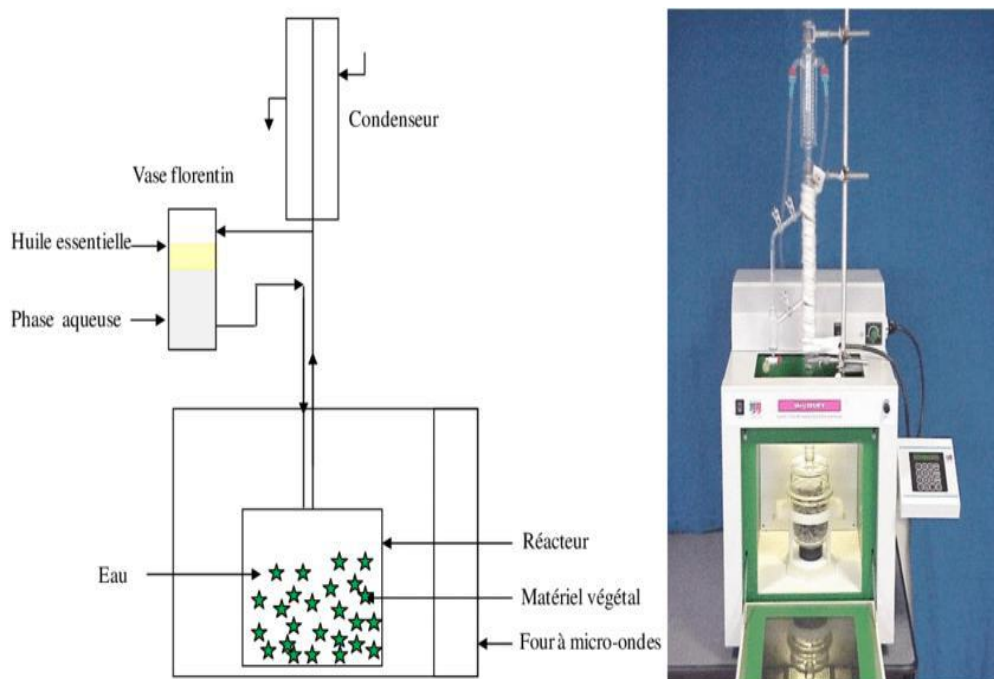 Condenseur
Vase florentin
Huile essentielle
Phase aqueuse
Réacteur
Eau
Matériel végétal
Four à micro-ondes